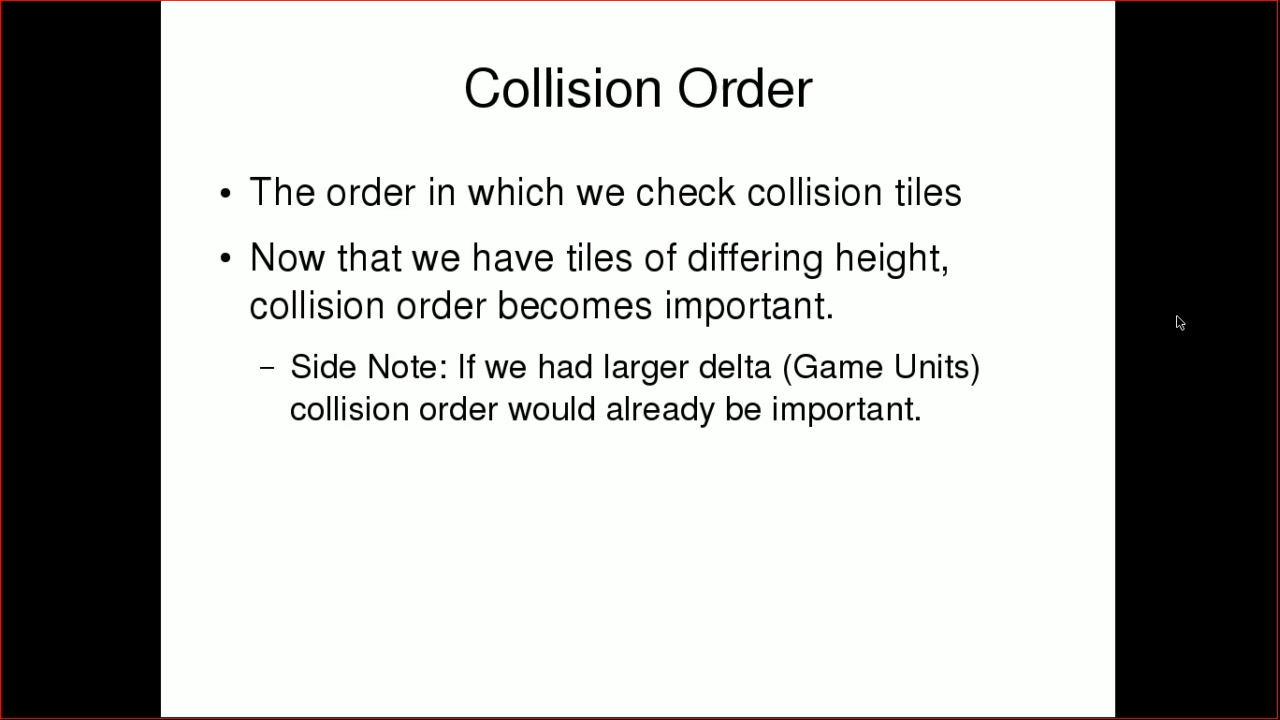 Collision Order
• The order in which we check collision tiles
• Now that we have tiles of differing height,
collision order becomes important.
– Side Note: If we had larger delta (Game Units)
collision order would already be important.